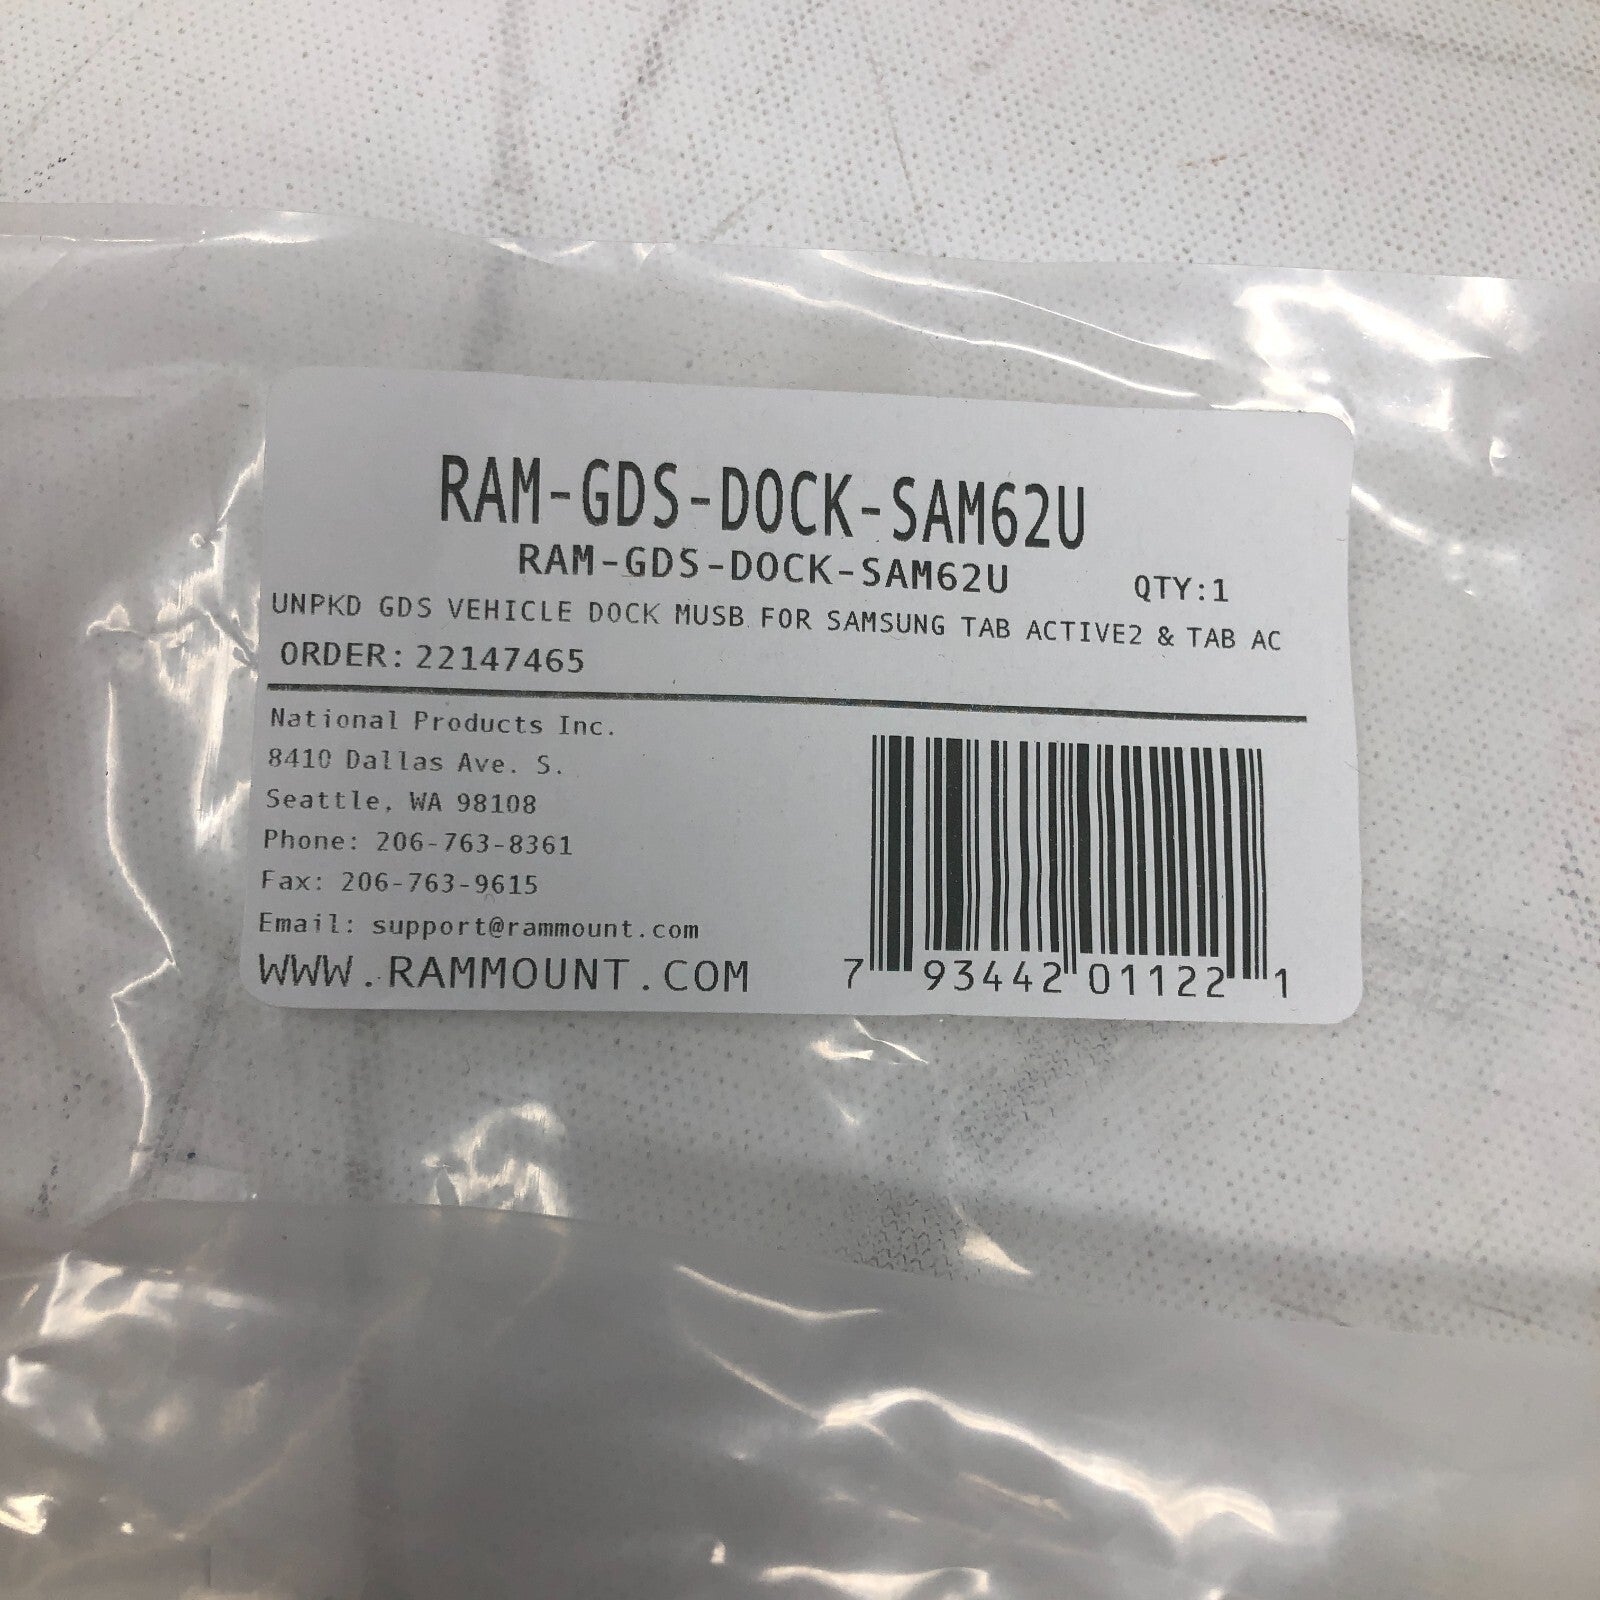 RAM-GDS-DOCK-SAM62U
RAM-GDS-DOCK-SAM62U QTY:1
UNPKD GDS VEHICLE DOCK MUSB FOR SAMSUNG TAB ACTIVE2 & TAB AC
ORDER: 22147465
National Products Inc.
8410 Dallas Ave. S.
Seattle, WA 98108
Phone: 206-763-8361
Fax: 206-763-9615
Email: support@rammount.com
WWW.RAMMOUNT.COM
7 93442 01122 1